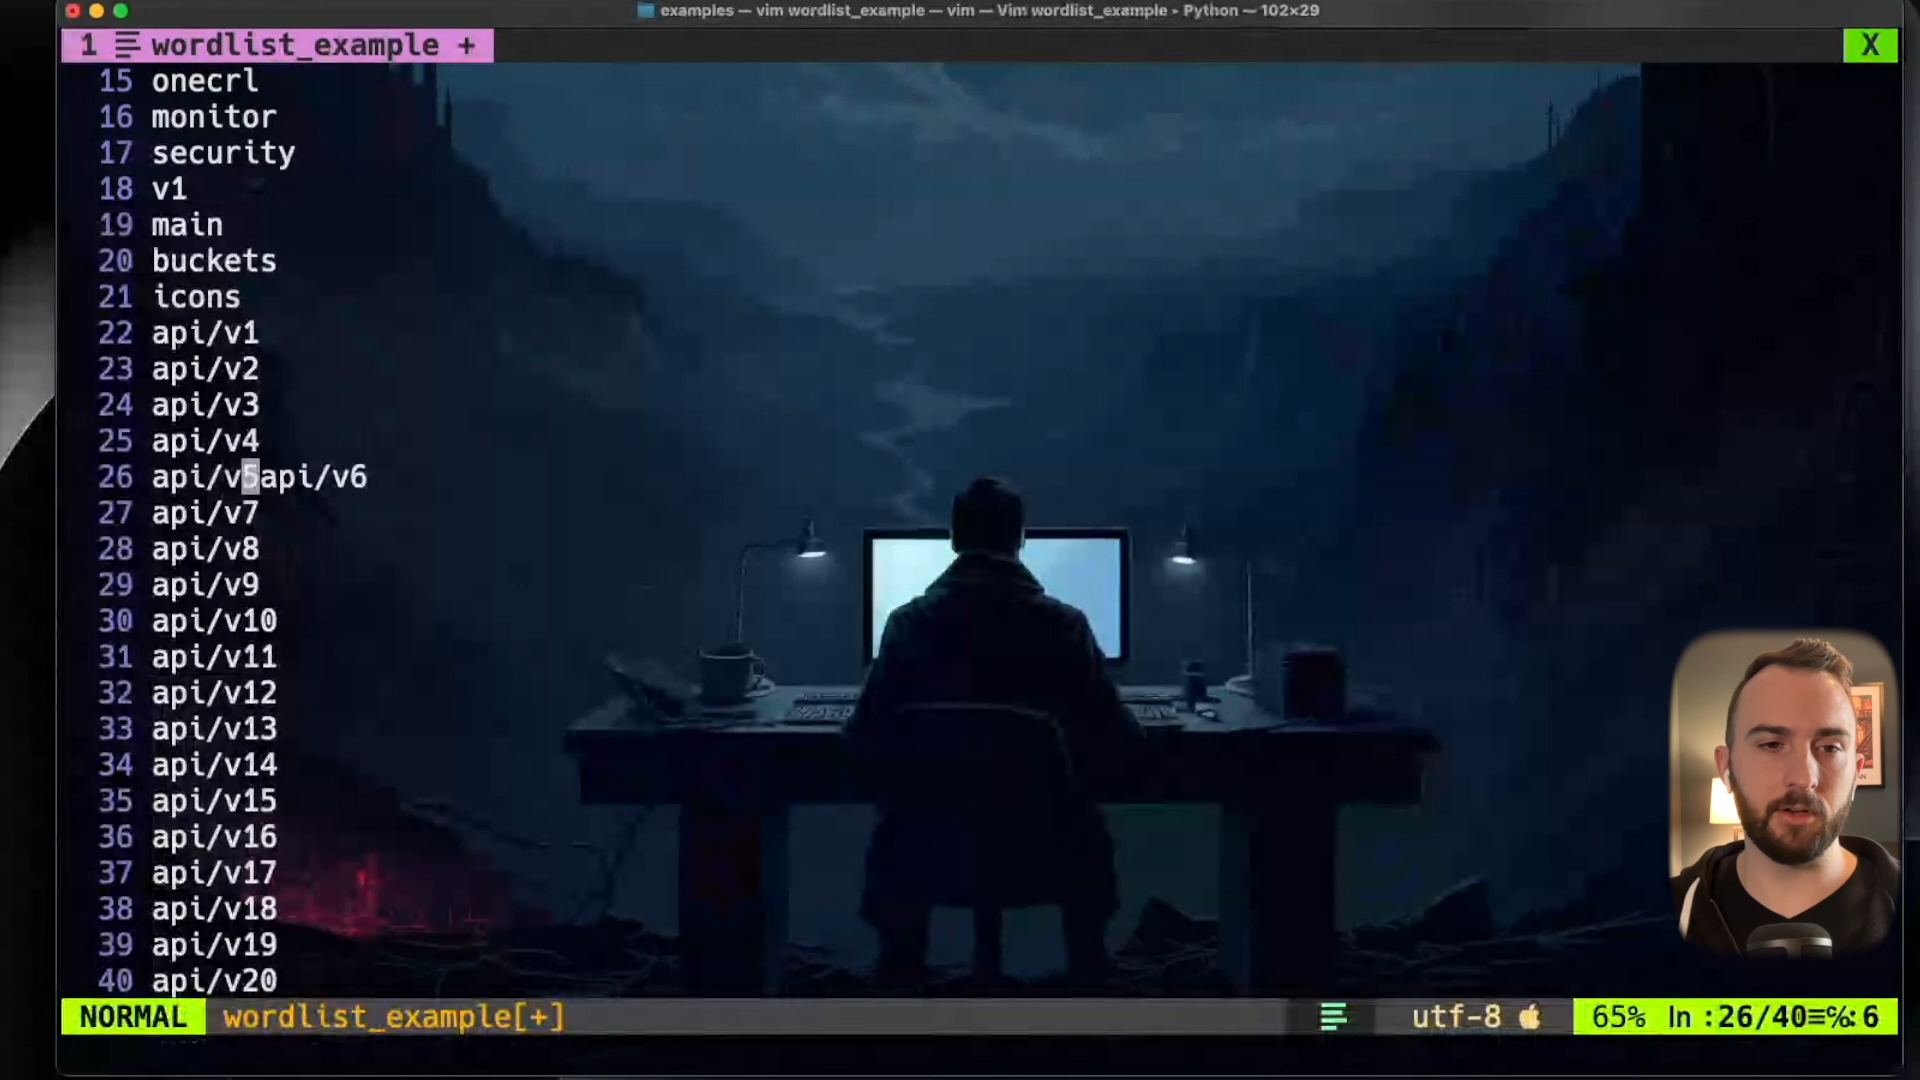 examples — vim wordlist_example — vim — Vim wordlist_example ▸ Python — 102×29
1 wordlist_example + X
15 onecrl
16 monitor
17 security
18 v1
19 main
20 buckets
21 icons
22 api/v1
23 api/v2
24 api/v3
25 api/v4
26 api/v5api/v6
27 api/v7
28 api/v8
29 api/v9
30 api/v10
31 api/v11
32 api/v12
33 api/v13
34 api/v14
35 api/v15
36 api/v16
37 api/v17
38 api/v18
39 api/v19
40 api/v20
NORMAL wordlist_example[+] utf-8 65% ln :26/40≡%:6